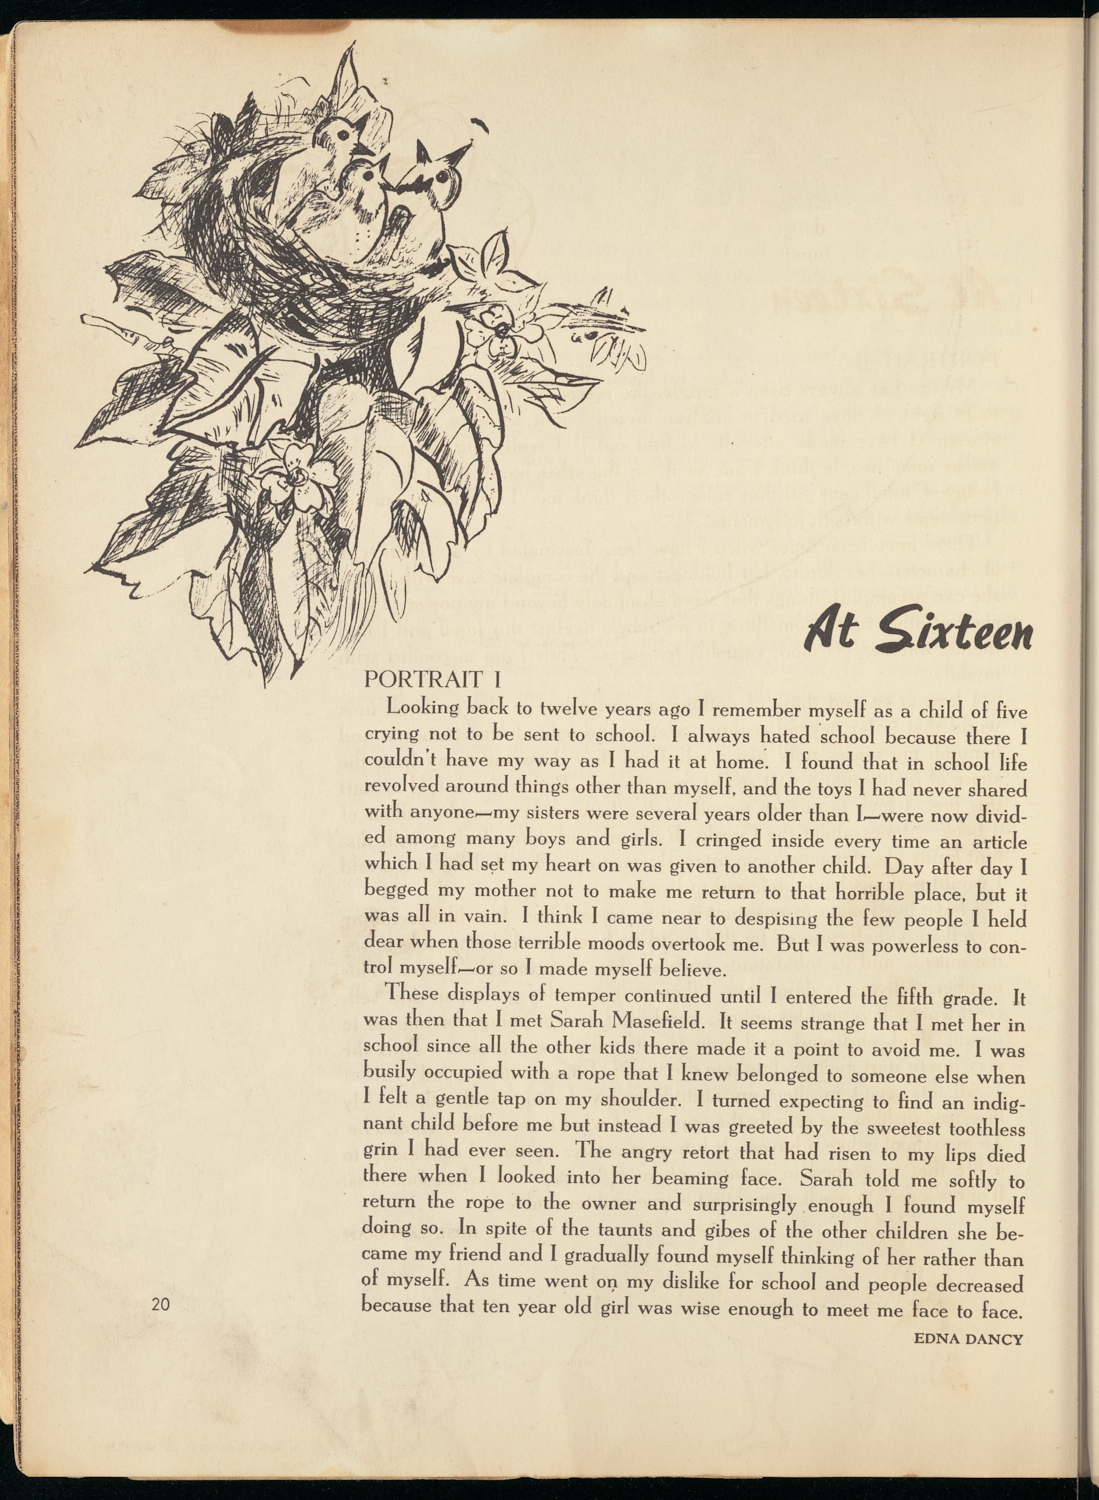 At Sixteen
PORTRAIT I
Looking back to twelve years ago I remember myself as a child of five
crying not to be sent to school. I always hated school because there I
couldn't have my way as I had it at home. I found that in school life
revolved around things other than myself, and the toys I had never shared
with anyone—my sisters were several years older than I—were now divid-
ed among many boys and girls. I cringed inside every time an article
which I had set my heart on was given to another child. Day after day I
begged my mother not to make me return to that horrible place, but it
was all in vain. I think I came near to despising the few people I held
dear when those terrible moods overtook me. But I was powerless to con-
trol myself—or so I made myself believe.
These displays of temper continued until I entered the fifth grade. It
was then that I met Sarah Masefield. It seems strange that I met her in
school since all the other kids there made it a point to avoid me. I was
busily occupied with a rope that I knew belonged to someone else when
I felt a gentle tap on my shoulder. I turned expecting to find an indig-
nant child before me but instead I was greeted by the sweetest toothless
grin I had ever seen. The angry retort that had risen to my lips died
there when I looked into her beaming face. Sarah told me softly to
return the rope to the owner and surprisingly enough I found myself
doing so. In spite of the taunts and gibes of the other children she be-
came my friend and I gradually found myself thinking of her rather than
of myself. As time went on my dislike for school and people decreased
because that ten year old girl was wise enough to meet me face to face.
EDNA DANCY
20